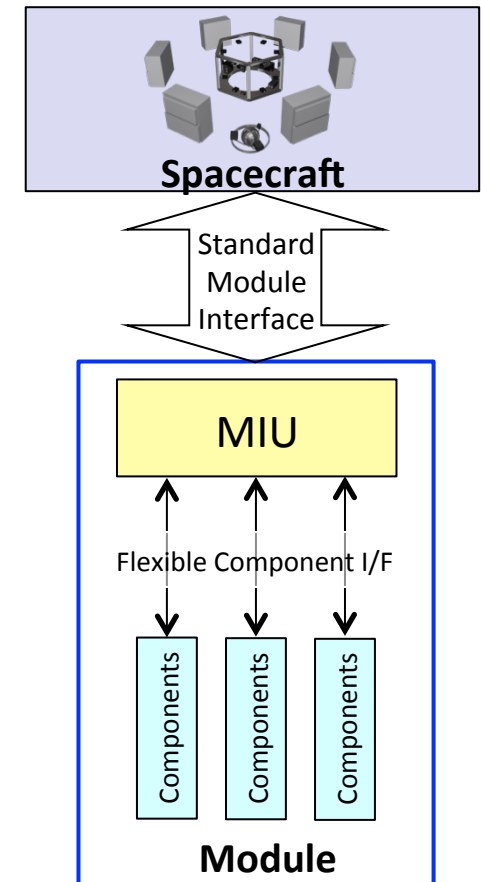 Spacecraft
Standard
Module
Interface
MIU
Flexible Component I/F
Components
Components
Components
Module